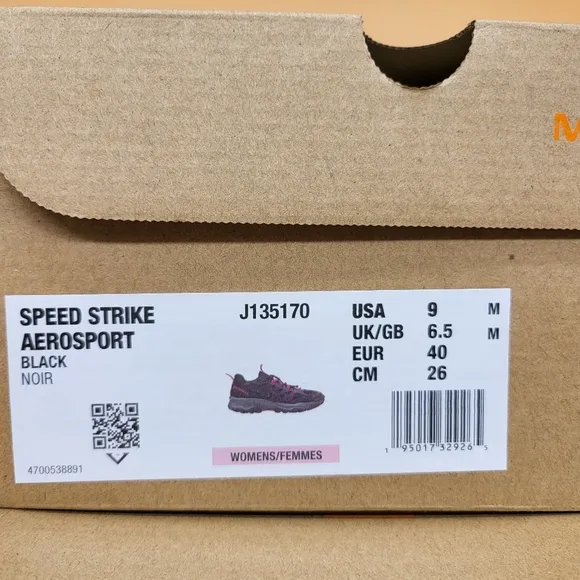 M
SPEED STRIKE
AEROSPORT
BLACK
NOIR
4700538891
J135170
WOMENS/FEMMES
USA 9 M
UK/GB 6.5 M
EUR 40
CM 26
1 95017 32926 5